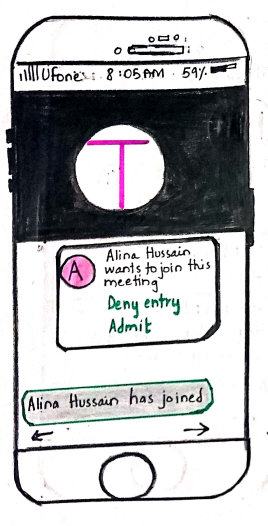 Ufone 8:05AM 59%
T
A
Alina Hussain
wants to join this
meeting
Deny entry
Admit
Alina Hussain has joined